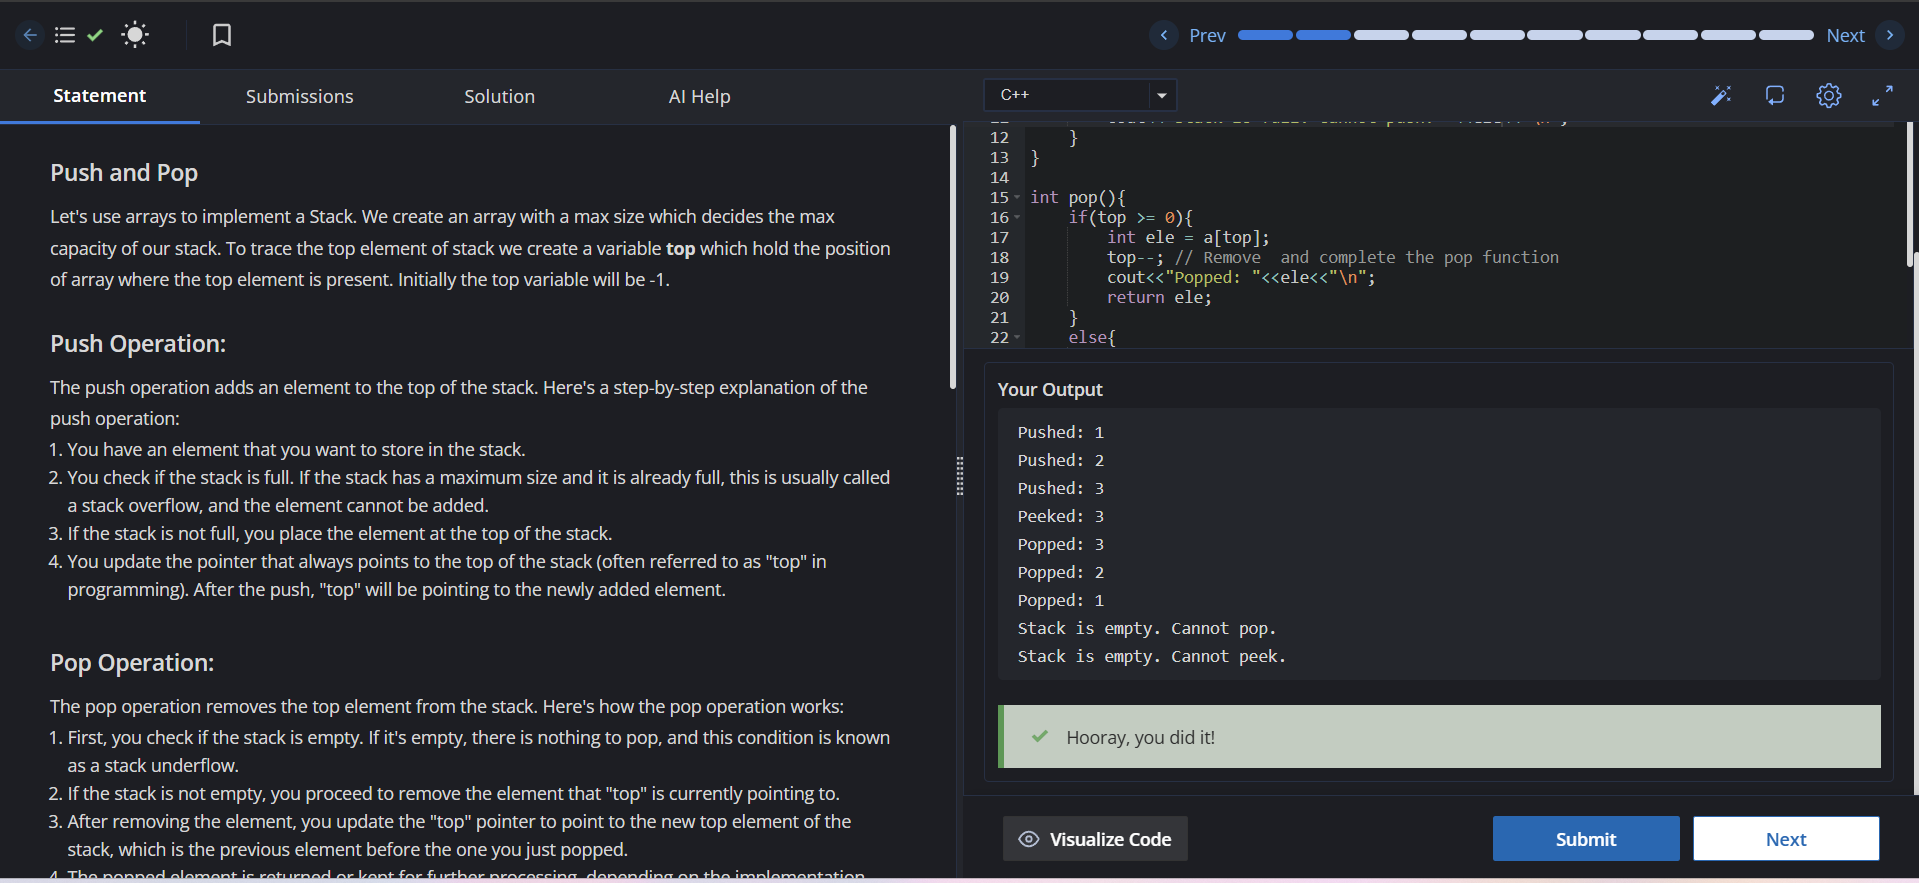 Prev
Next
Statement
Submissions
Solution
AI Help
C++
Push and Pop
Let's use arrays to implement a Stack. We create an array with a max size which decides the max
capacity of our stack. To trace the top element of stack we create a variable top which hold the position
of array where the top element is present. Initially the top variable will be -1.
Push Operation:
The push operation adds an element to the top of the stack. Here's a step-by-step explanation of the
push operation:
1. You have an element that you want to store in the stack.
2. You check if the stack is full. If the stack has a maximum size and it is already full, this is usually called
a stack overflow, and the element cannot be added.
3. If the stack is not full, you place the element at the top of the stack.
4. You update the pointer that always points to the top of the stack (often referred to as "top" in
programming). After the push, "top" will be pointing to the newly added element.
Pop Operation:
The pop operation removes the top element from the stack. Here's how the pop operation works:
1. First, you check if the stack is empty. If it's empty, there is nothing to pop, and this condition is known
as a stack underflow.
2. If the stack is not empty, you proceed to remove the element that "top" is currently pointing to.
3. After removing the element, you update the "top" pointer to point to the new top element of the
stack, which is the previous element before the one you just popped.
4. The popped element is returned or kept for further processing, depending on the implementation
12 }
13 }
14
15 int pop(){
16 if(top >= 0){
17 int ele = a[top];
18 top--; // Remove  and complete the pop function
19 cout<<"Popped: "<<ele<<"\n";
20 return ele;
21 }
22 else{
Your Output
Pushed: 1
Pushed: 2
Pushed: 3
Peeked: 3
Popped: 3
Popped: 2
Popped: 1
Stack is empty. Cannot pop.
Stack is empty. Cannot peek.
Hooray, you did it!
Visualize Code
Submit
Next